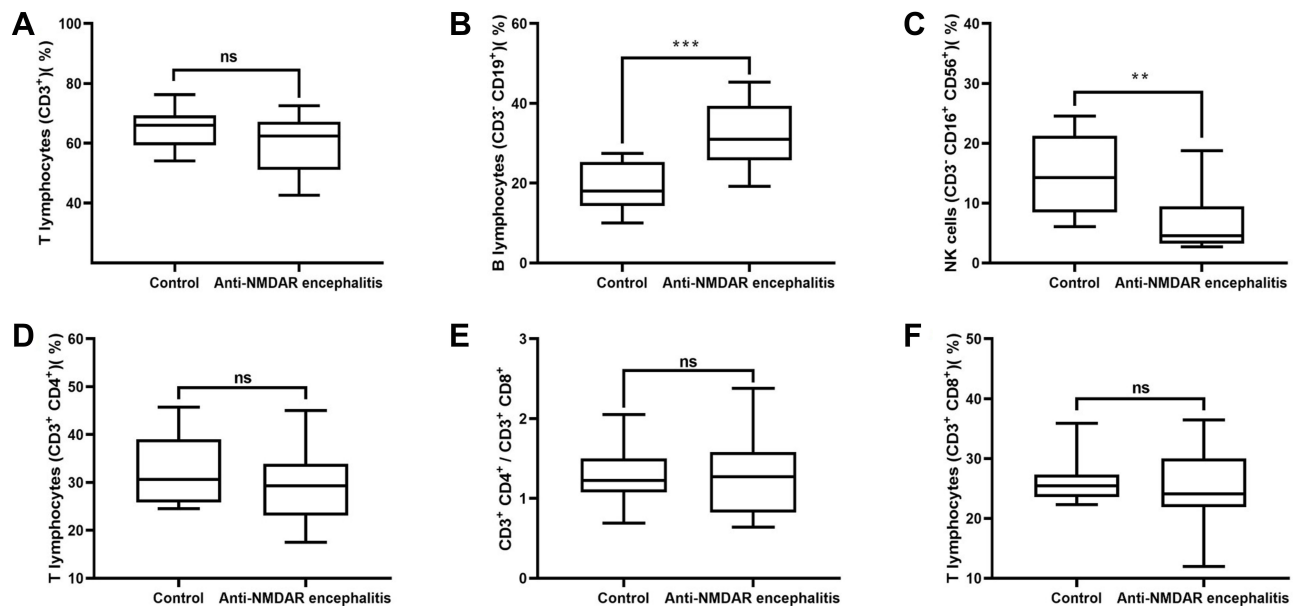 A
T lymphocytes (CD3⁺)( %)
100
80
60
40
ns
Control
Anti-NMDAR encephalitis
B
B lymphocytes (CD3⁻ CD19⁺)( %)
60
40
20
0
***
Control
Anti-NMDAR encephalitis
C
NK cells (CD3⁻ CD16⁺ CD56⁺)( %)
40
30
20
10
0
**
Control
Anti-NMDAR encephalitis
D
T lymphocytes (CD3⁺ CD4⁺)( %)
60
50
40
30
20
10
ns
Control
Anti-NMDAR encephalitis
E
CD3⁺ CD4⁺ / CD3⁺ CD8⁺
3
2
1
0
ns
Control
Anti-NMDAR encephalitis
F
T lymphocytes (CD3⁺ CD8⁺)( %)
50
40
30
20
10
ns
Control
Anti-NMDAR encephalitis